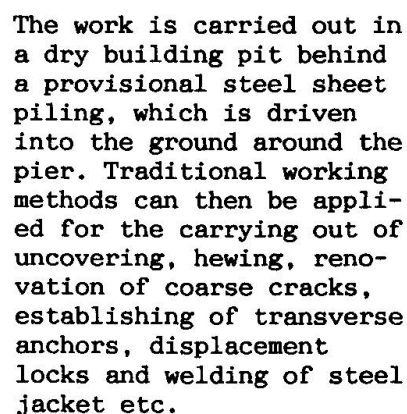 The work is carried out in
a dry building pit behind
a provisional steel sheet
piling, which is driven
into the ground around the
pier. Traditional working
methods can then be appli-
ed for the carrying out of
uncovering, hewing, reno-
vation of coarse cracks,
establishing of transverse
anchors, displacement
locks and welding of steel
jacket etc.